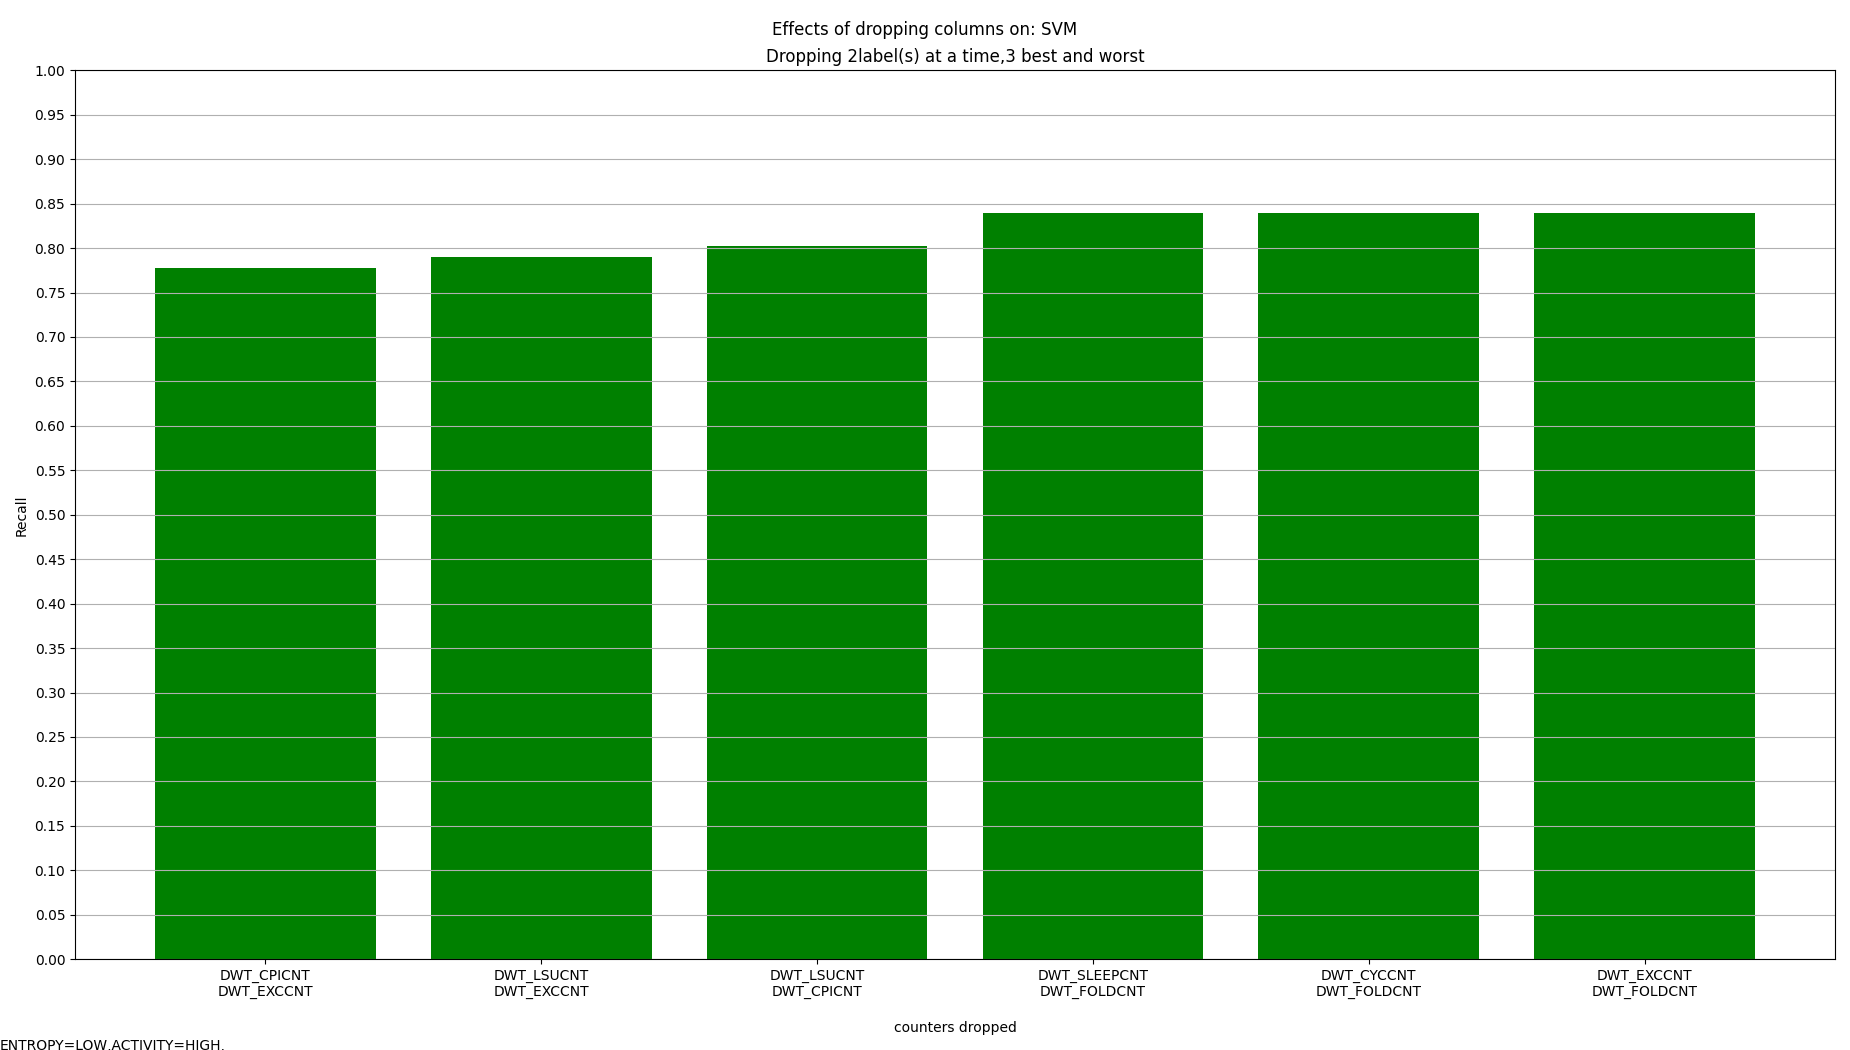 Effects of dropping columns on: SVM
Dropping 2label(s) at a time,3 best and worst
1.00
0.95
0.90
0.85
0.80
0.75
0.70
0.65
0.60
0.55
0.50
0.45
0.40
0.35
0.30
0.25
0.20
0.15
0.10
0.05
0.00
Recall
DWT_CPICNT
DWT_EXCCNT
DWT_LSUCNT
DWT_EXCCNT
DWT_LSUCNT
DWT_CPICNT
DWT_SLEEPCNT
DWT_FOLDCNT
DWT_CYCCNT
DWT_FOLDCNT
DWT_EXCCNT
DWT_FOLDCNT
counters dropped
ENTROPY=LOW,ACTIVITY=HIGH,